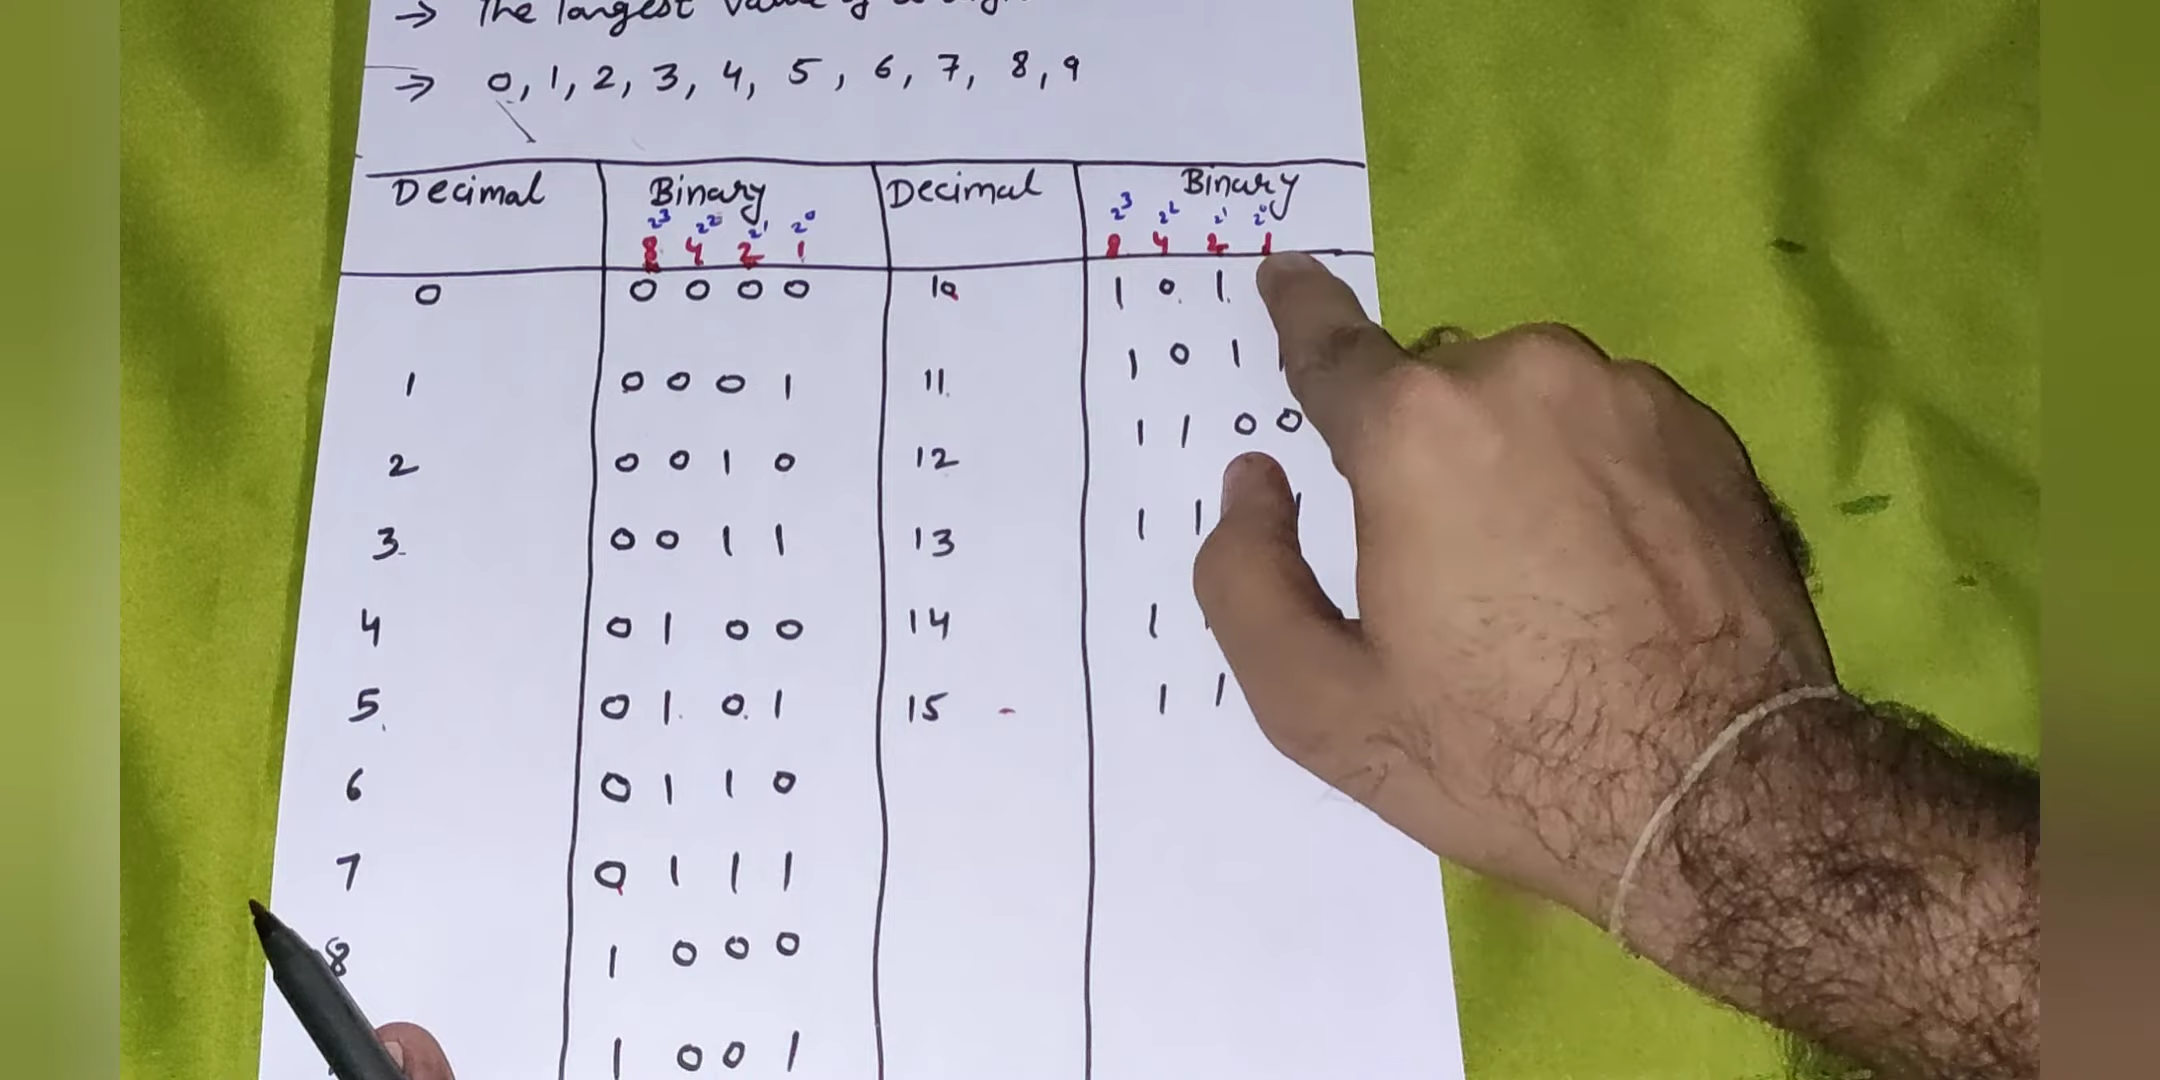 → The largest value of a
→ 0, 1, 2, 3, 4, 5, 6, 7, 8, 9
Decimal Binary Decimal Binary
2³ 2² 2¹ 2⁰ 2³ 2² 2¹ 2⁰
8 4 2 1 8 4 2 1
0 0 0 0 0 10 1 0 1
1 0 0 0 1 11 1 0 1 1
2 0 0 1 0 12 1 1 0 0
3 0 0 1 1 13 1 1 1
4 0 1 0 0 14 1
5 0 1 0 1 15 1 1
6 0 1 1 0
7 0 1 1 1
8 1 0 0 0
1 0 0 1